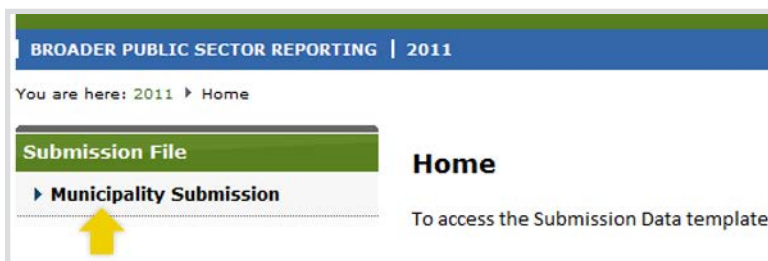 BROADER PUBLIC SECTOR REPORTING | 2011
You are here: 2011 Home
Submission File
Municipality Submission
Home
To access the Submission Data template